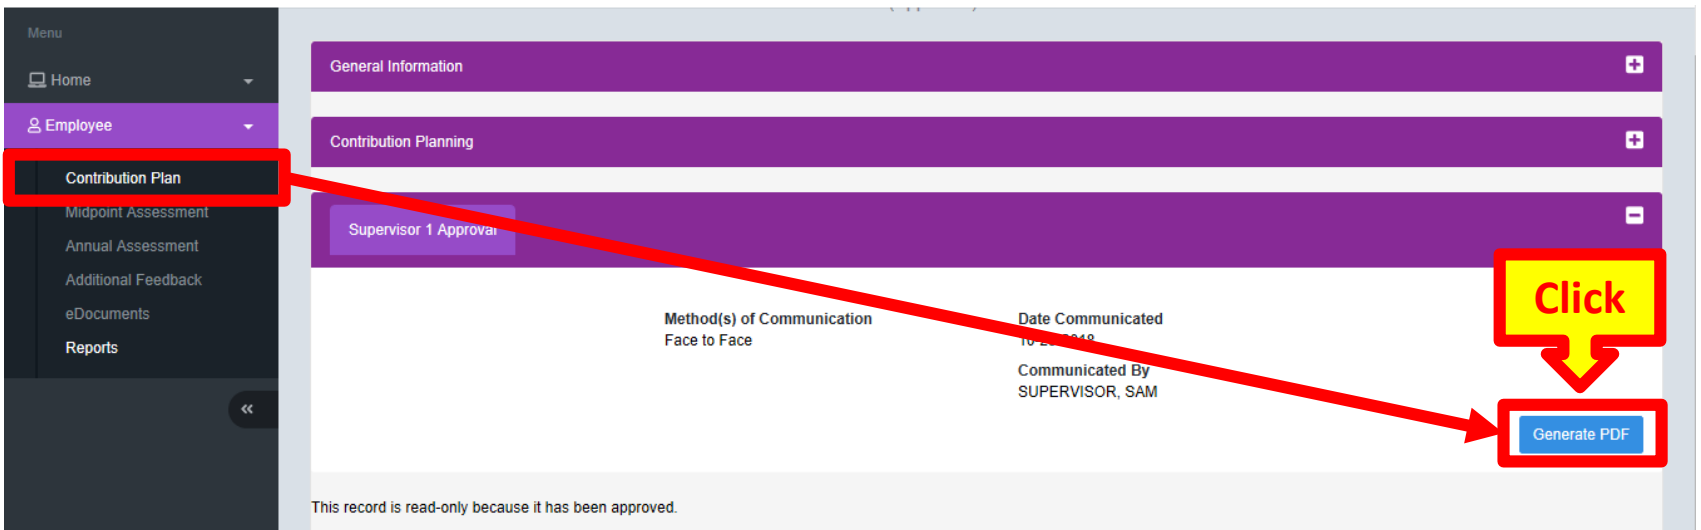 Menu
Home
Employee
Contribution Plan
Midpoint Assessment
Annual Assessment
Additional Feedback
eDocuments
Reports
General Information
Contribution Planning
Supervisor 1 Approval
Method(s) of Communication
Face to Face
Date Communicated
Communicated By
SUPERVISOR, SAM
Click
Generate PDF
This record is read-only because it has been approved.